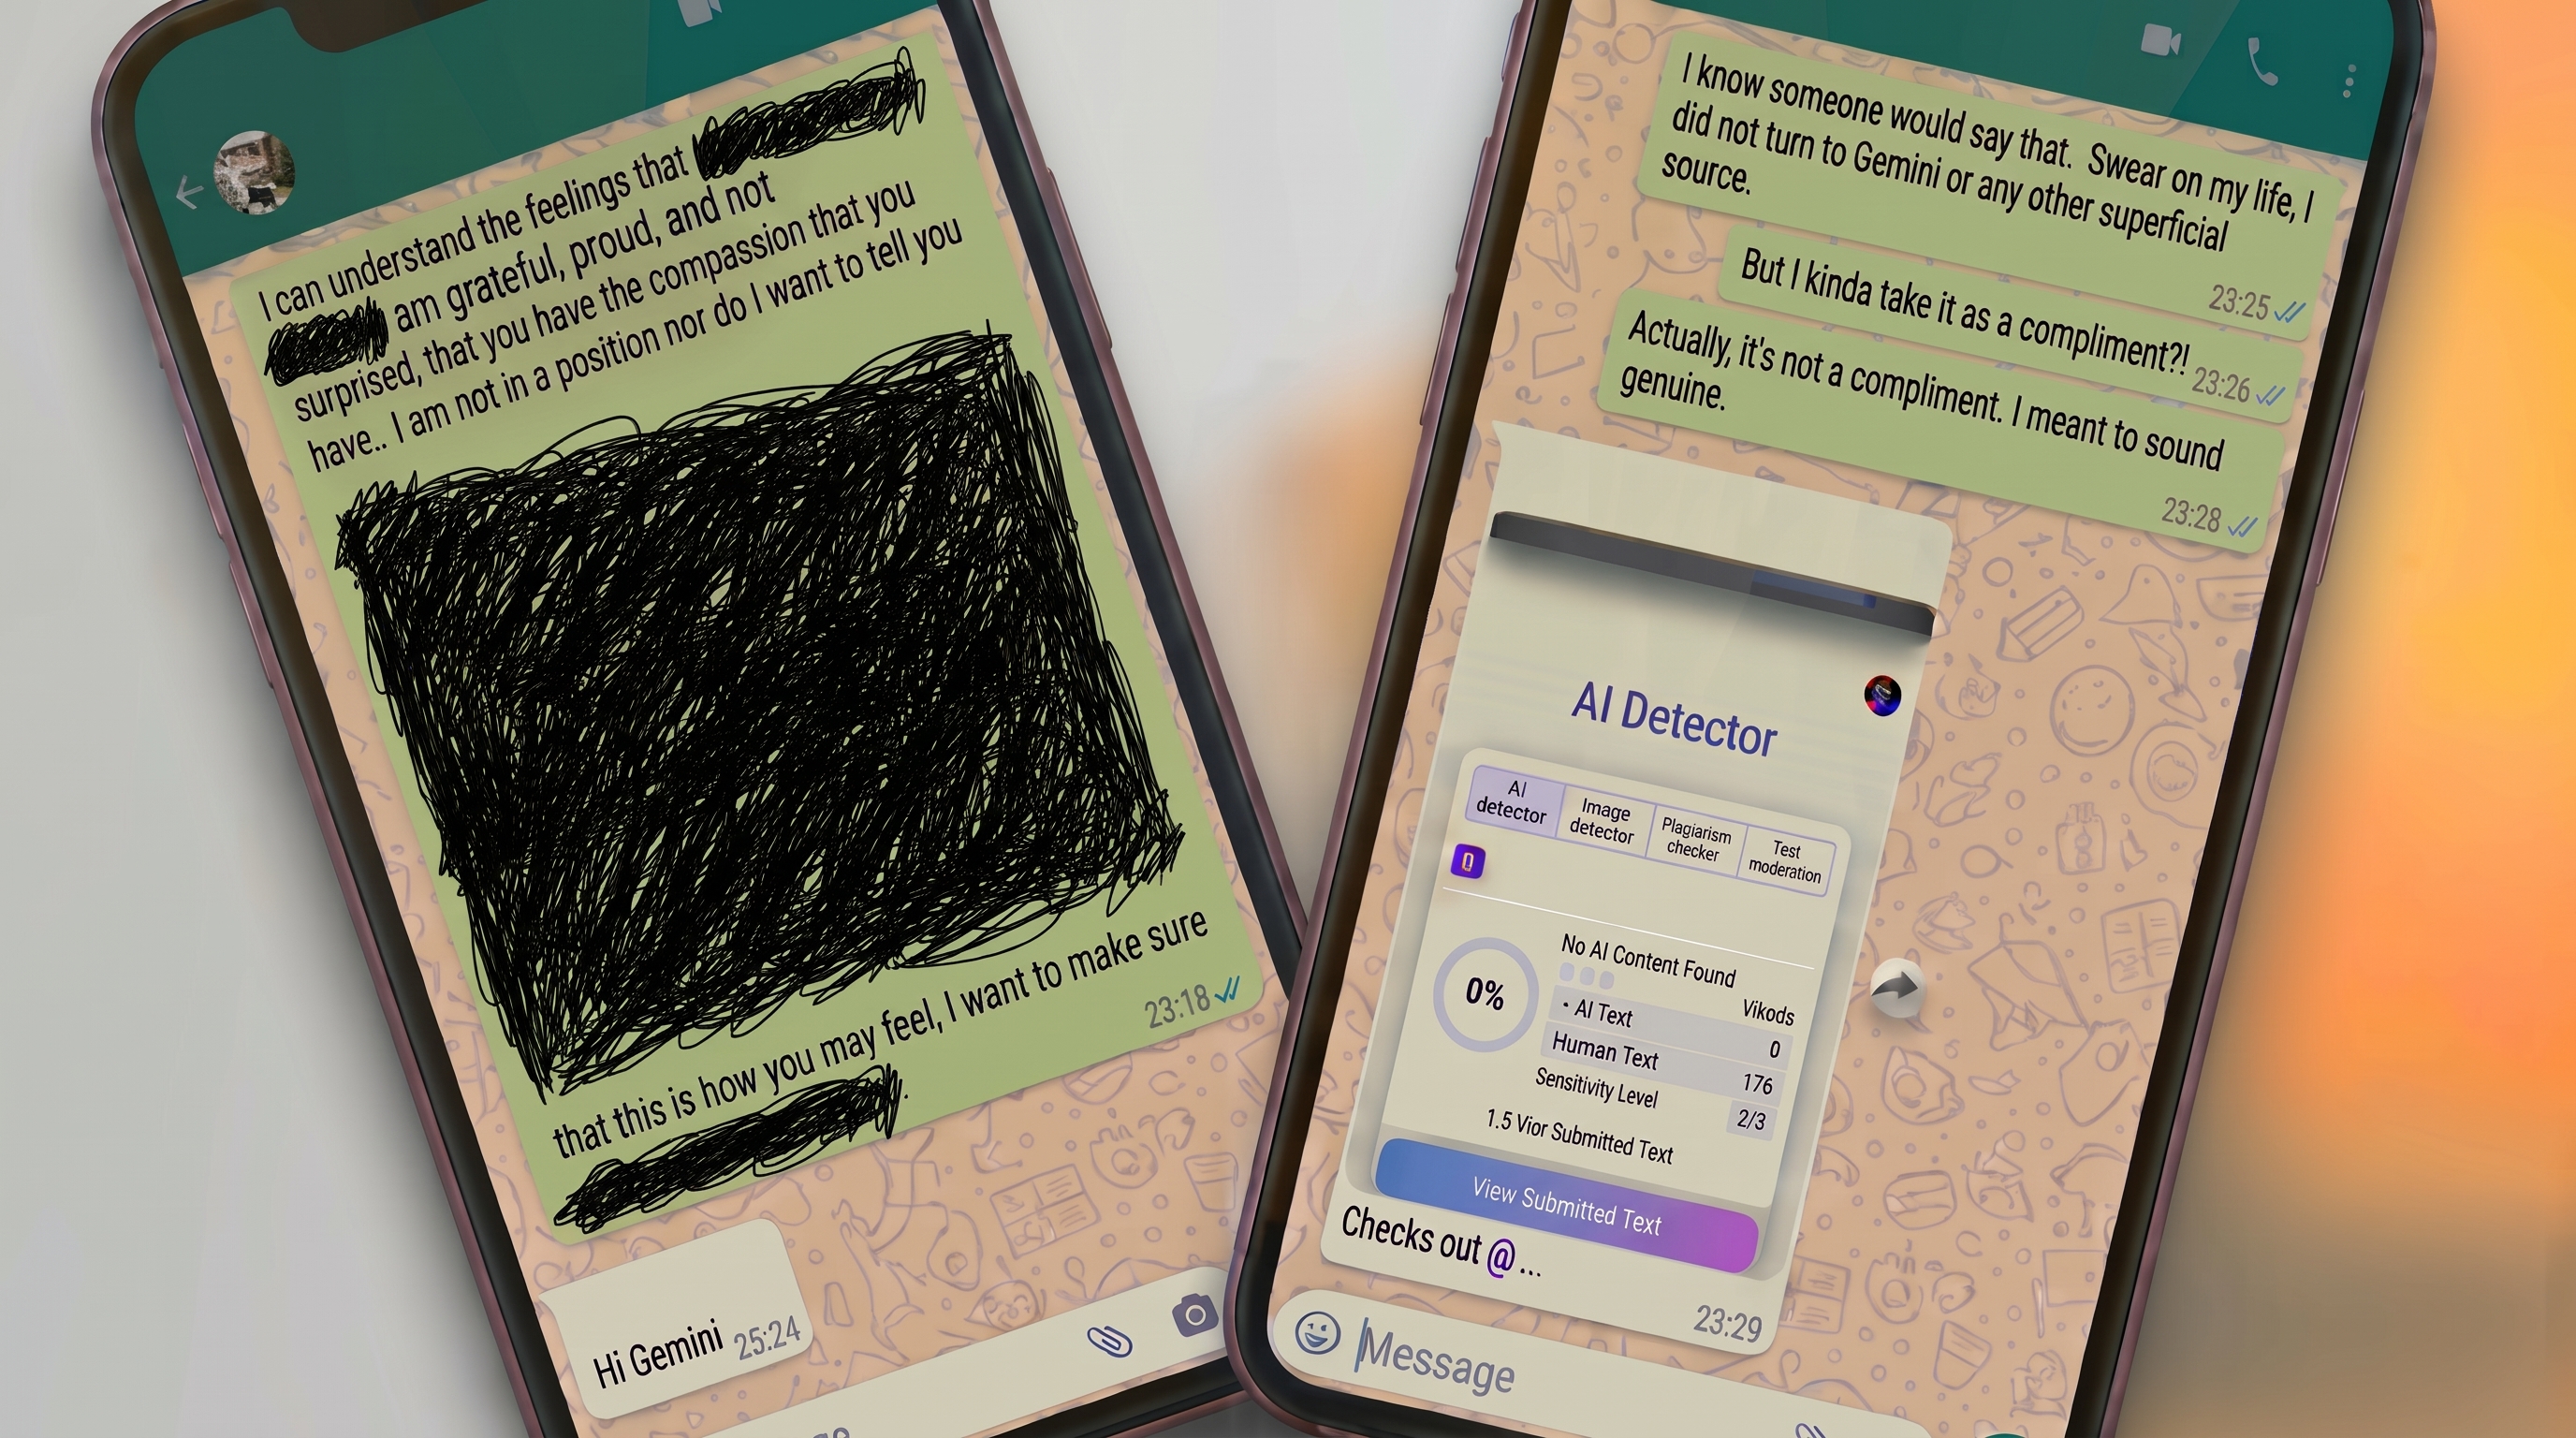 I can understand the feelings that
am grateful, proud, and not
surprised, that you have the compassion that you
have.. I am not in a position nor do I want to tell you
that this is how you may feel, I want to make sure
.
23:18
Hi Gemini 25:24
I know someone would say that. Swear on my life, I
did not turn to Gemini or any other superficial
source.
23:25
But I kinda take it as a compliment?! 23:26
Actually, it's not a compliment. I meant to sound
genuine.
23:28
AI Detector
AI
detector
Image
detector
Plagiarism
checker
Test
moderation
0%
No AI Content Found
Vikods
• AI Text 0
Human Text 176
Sensitivity Level 2/3
1.5 Vior Submitted Text
View Submitted Text
Checks out @...
23:29
Message